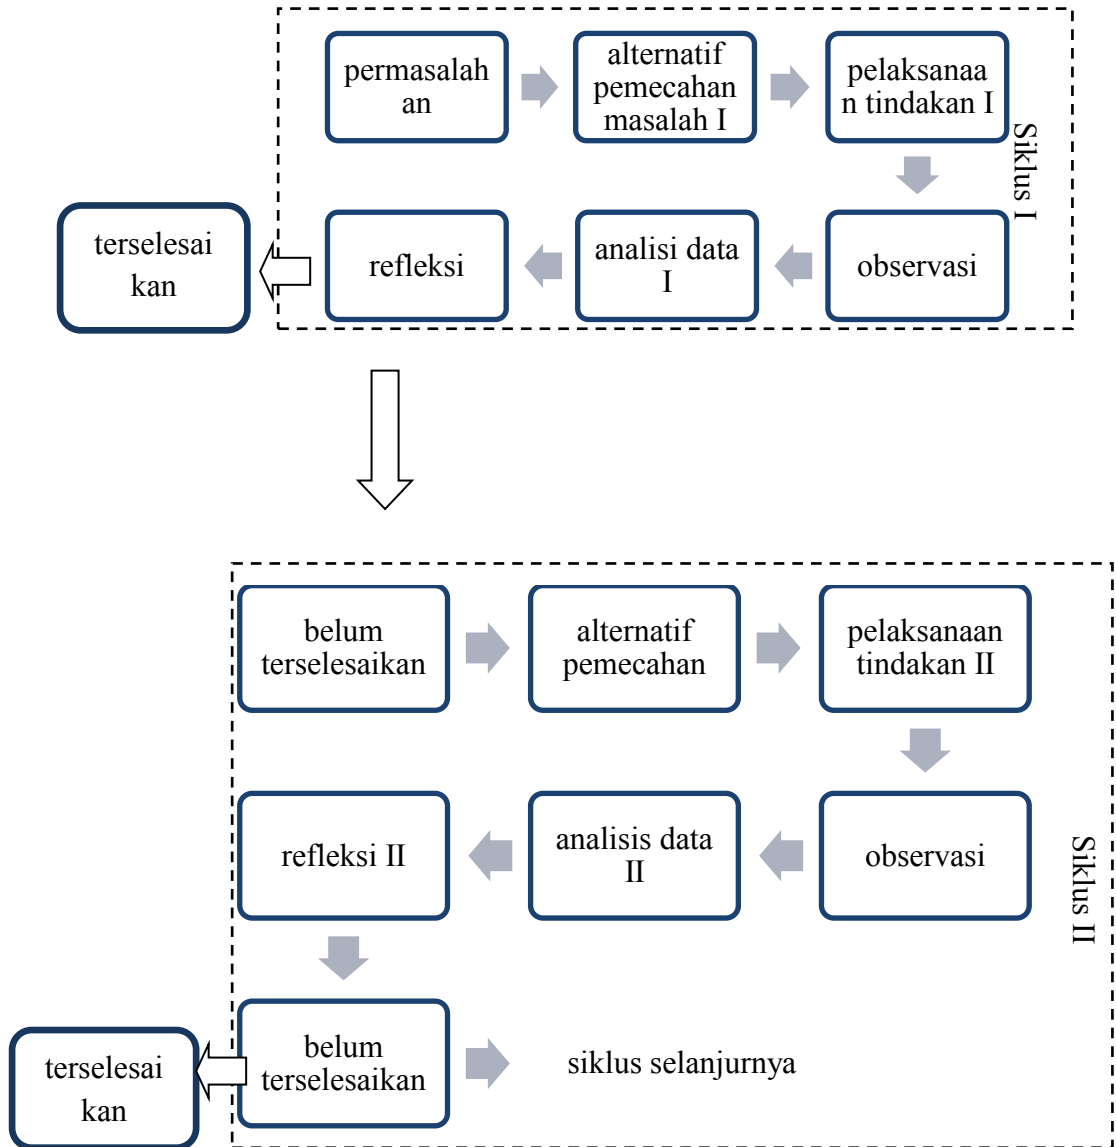 permasalah
an
alternatif
pemecahan
masalah I
pelaksanaa
n tindakan I
Siklus I
terselesai
kan
refleksi
analisi data
I
observasi
belum
terselesaikan
alternatif
pemecahan
pelaksanaan
tindakan II
refleksi II
analisis data
II
observasi
Siklus II
terselesai
kan
belum
terselesaikan
siklus selanjurnya